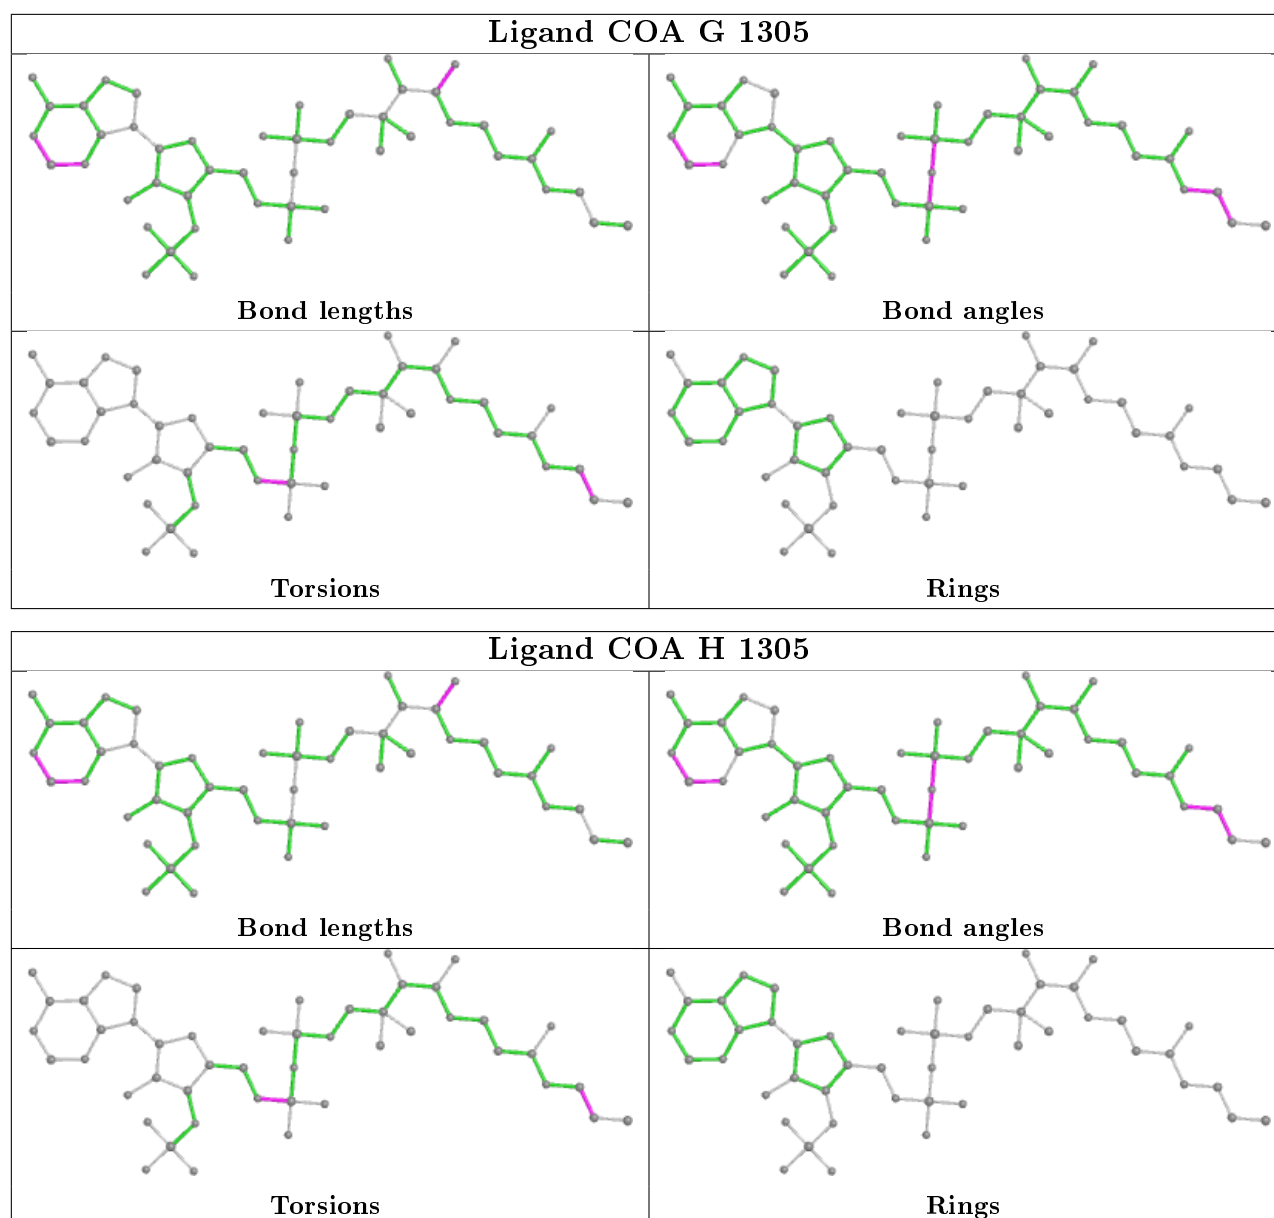 Ligand COA G 1305
Bond lengths
Bond angles
Torsions
Rings
Ligand COA H 1305
Bond lengths
Bond angles
Torsions
Rings